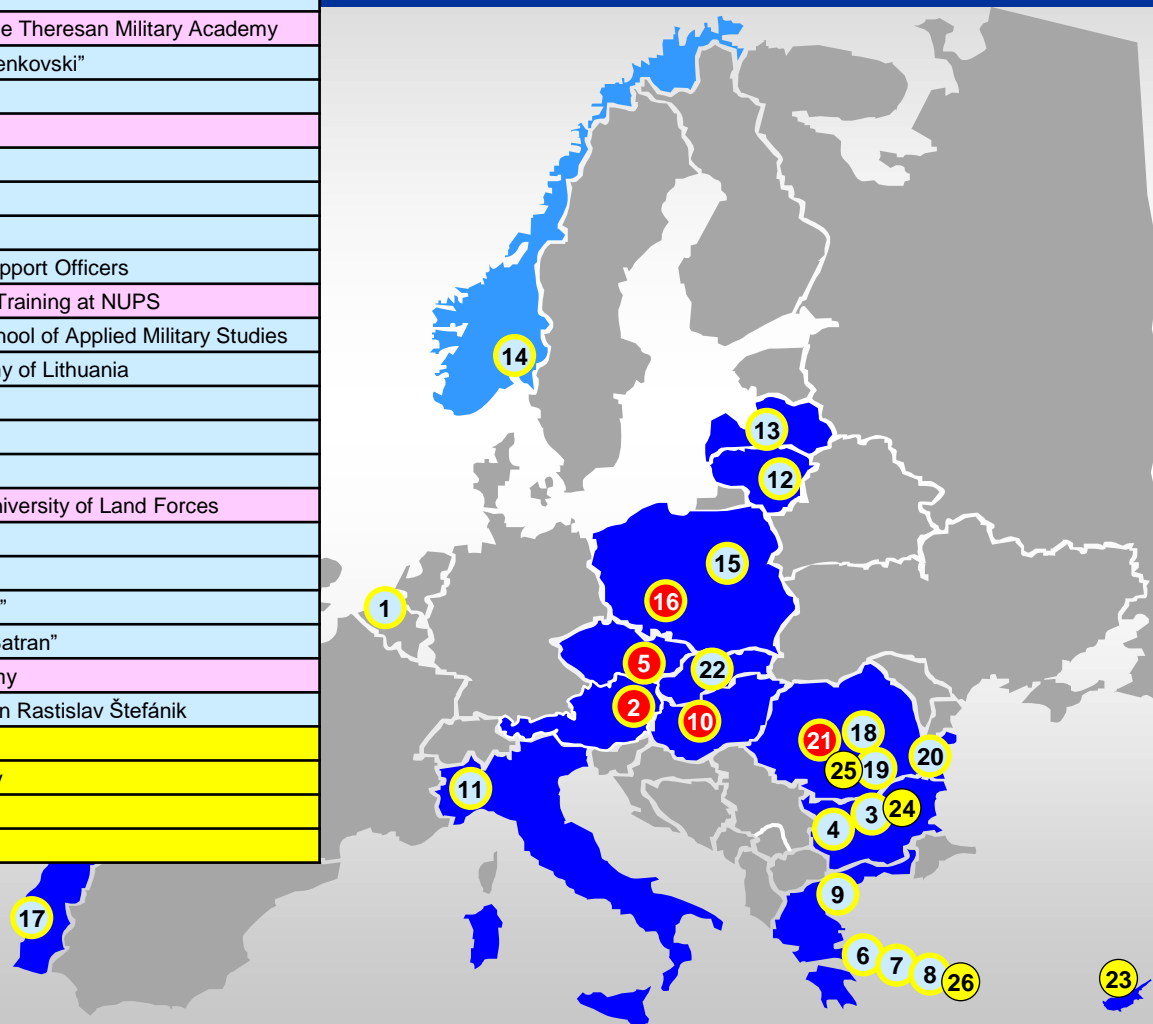 e Theresan Military Academy
enkovski”
pport Officers
Training at NUPS
hool of Applied Military Studies
y of Lithuania
niversity of Land Forces
”
atran”
ny
n Rastislav Štefánik
y
14
13
12
15
16
1
5
22
2
10
21
18
20
25
19
11
3
24
4
9
17
6
7
8
26
23